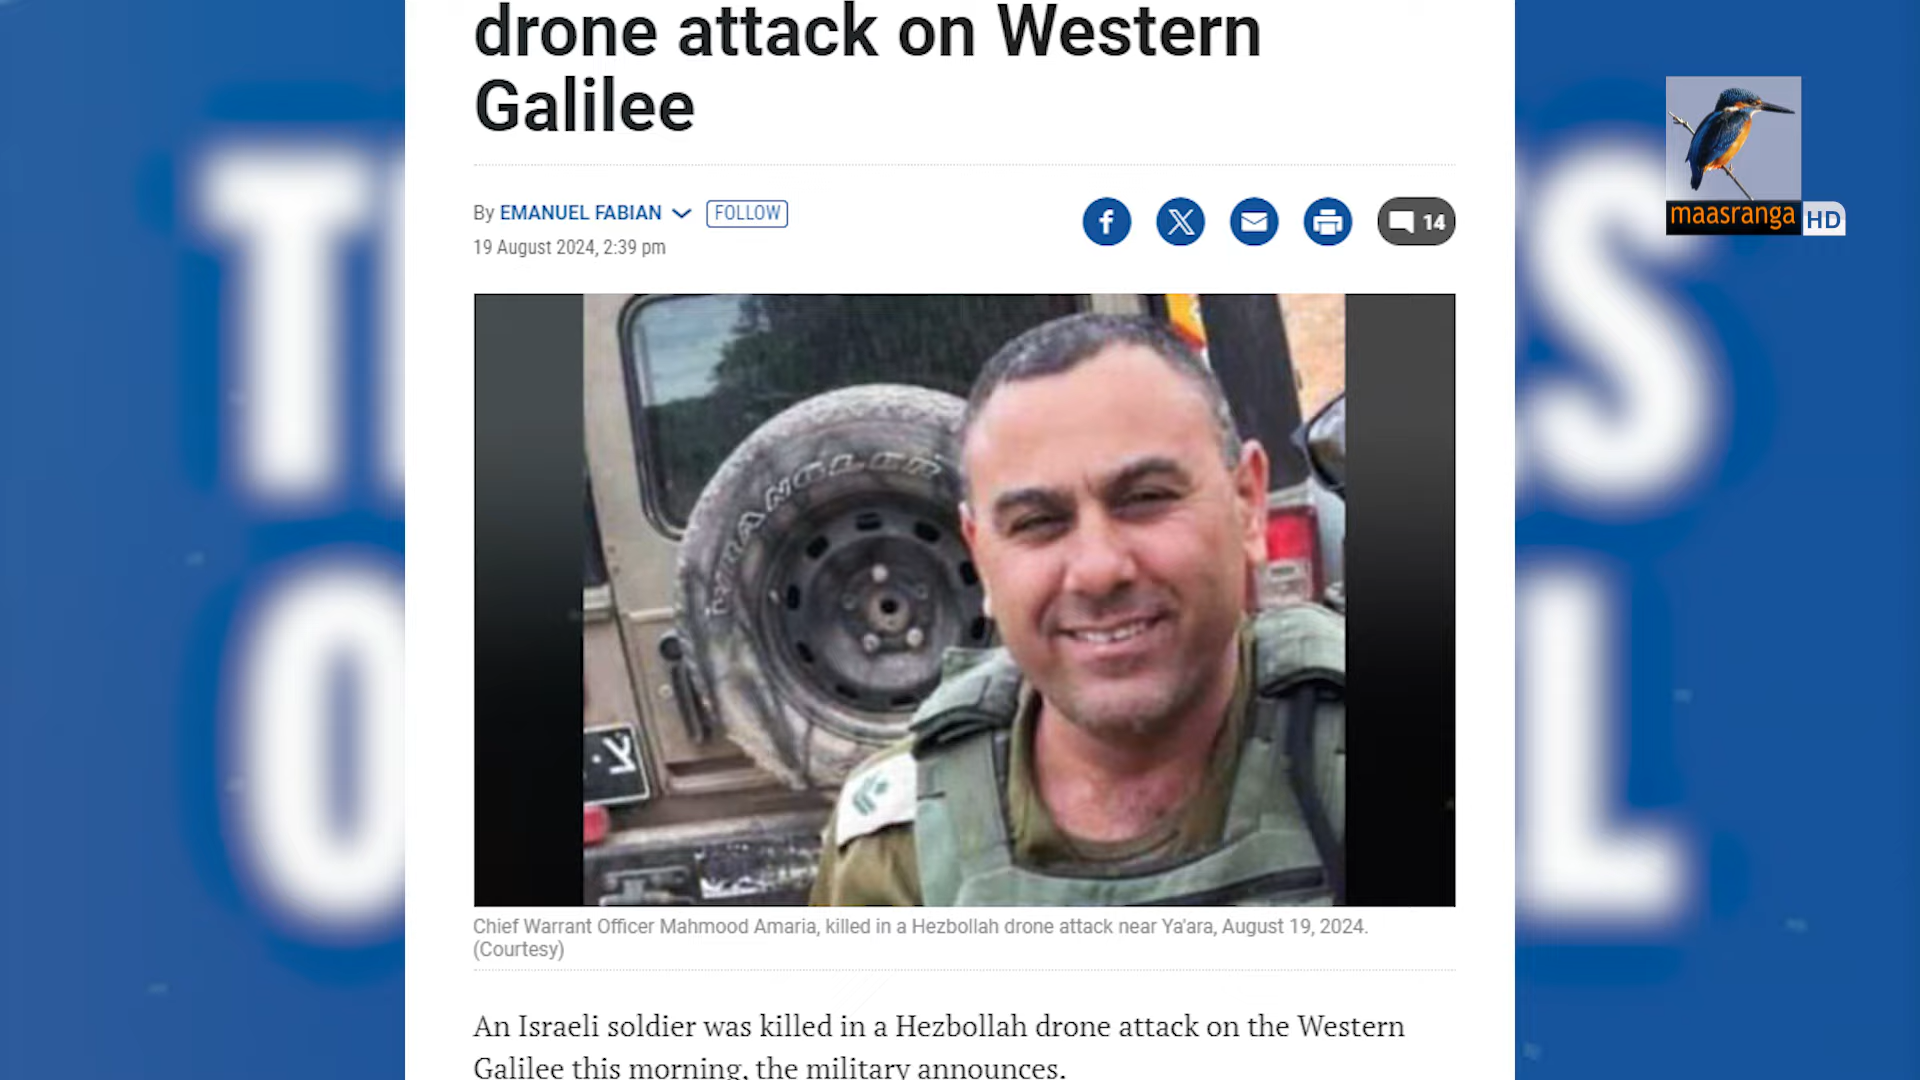 drone attack on Western
Galilee
By EMANUEL FABIAN FOLLOW
19 August 2024, 2:39 pm
14
maasranga HD
WRANGLER
Chief Warrant Officer Mahmood Amaria, killed in a Hezbollah drone attack near Ya'ara, August 19, 2024.
(Courtesy)
An Israeli soldier was killed in a Hezbollah drone attack on the Western
Galilee this morning, the military announces.